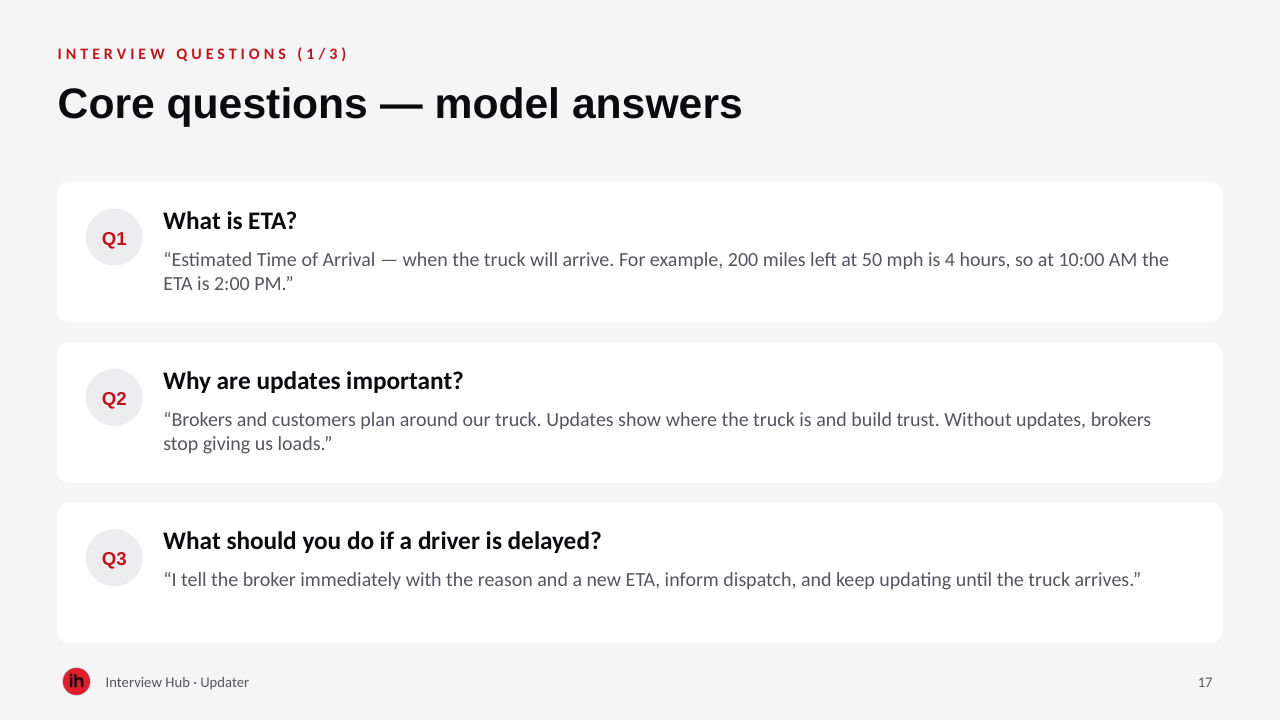 INTERVIEW QUESTIONS (1/3)
Core questions — model answers
Q1
What is ETA?
“Estimated Time of Arrival — when the truck will arrive. For example, 200 miles left at 50 mph is 4 hours, so at 10:00 AM the
ETA is 2:00 PM.”
Q2
Why are updates important?
“Brokers and customers plan around our truck. Updates show where the truck is and build trust. Without updates, brokers
stop giving us loads.”
Q3
What should you do if a driver is delayed?
“I tell the broker immediately with the reason and a new ETA, inform dispatch, and keep updating until the truck arrives.”
ih
Interview Hub · Updater
17